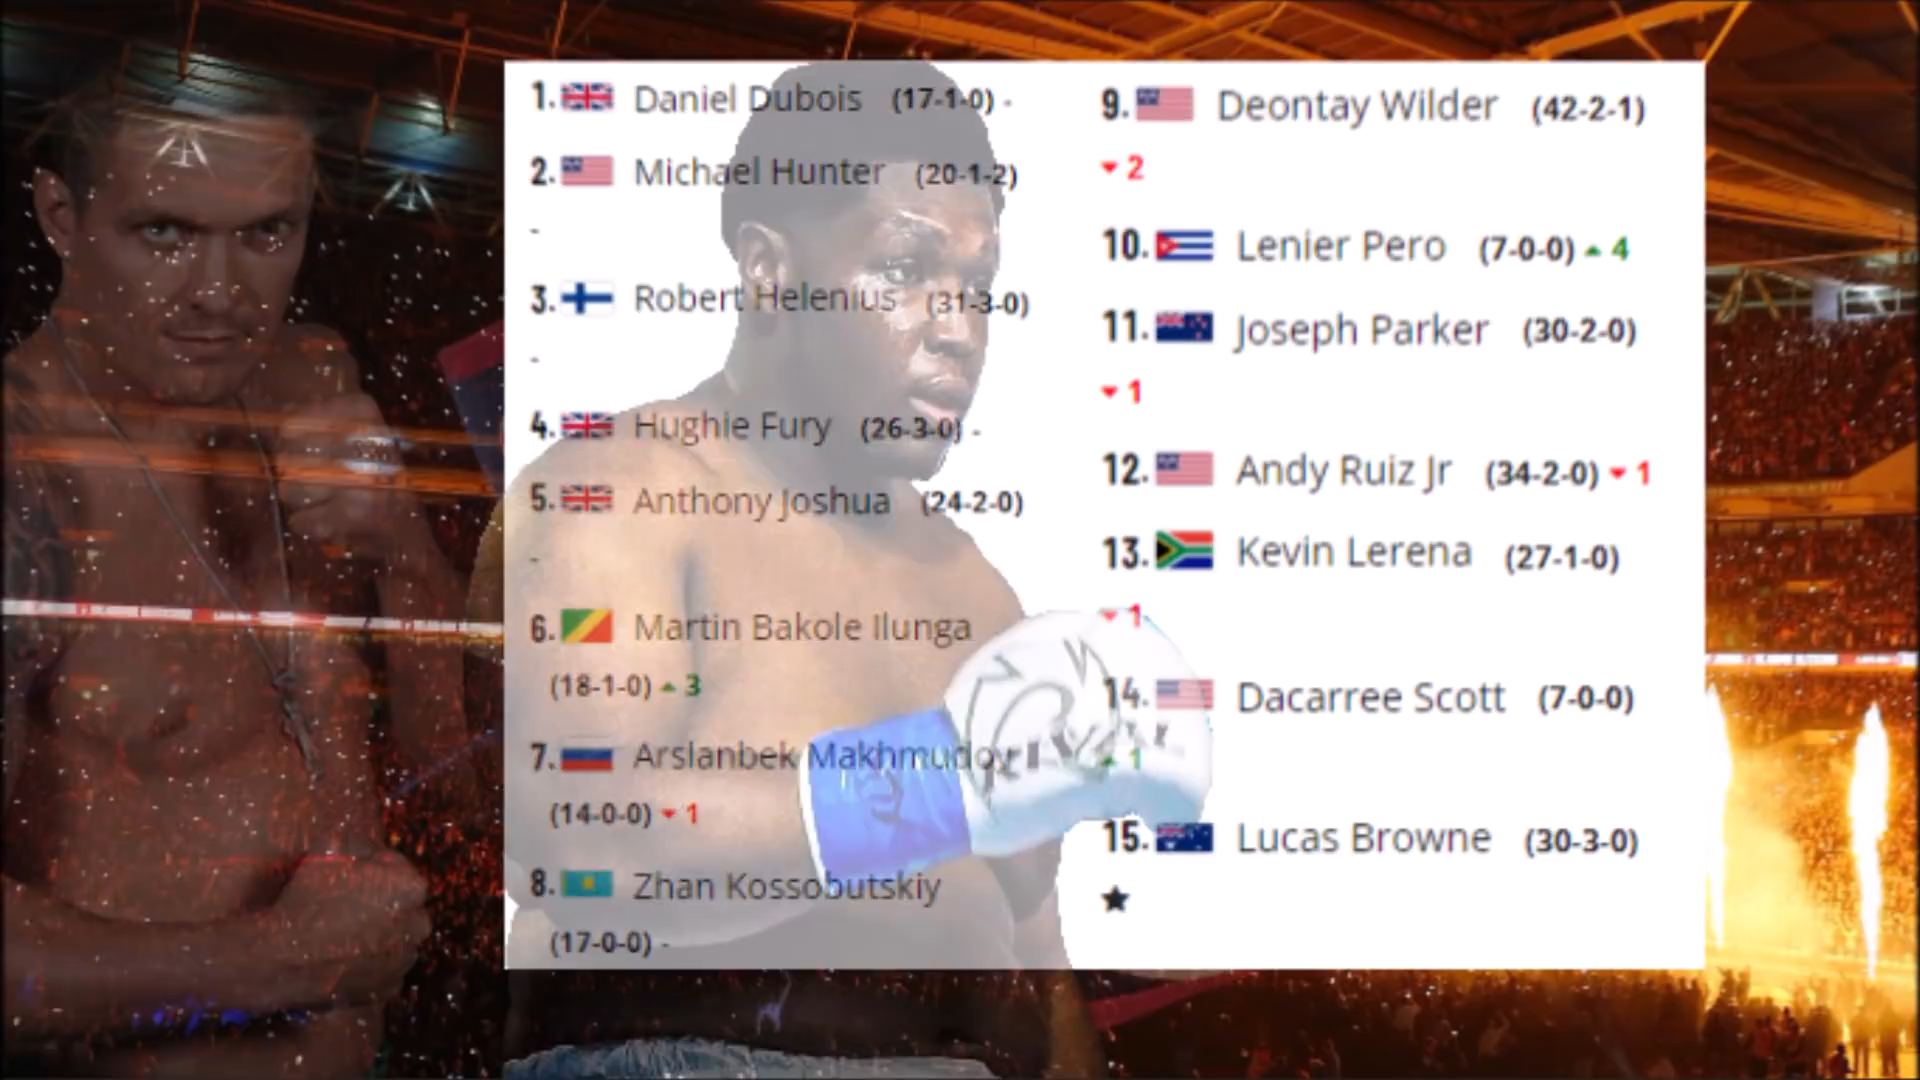 1. Daniel Dubois (17-1-0) -
2. Michael Hunter (20-1-2)
-
3. Robert Helenius (31-3-0)
-
4. Hughie Fury (26-3-0) -
5. Anthony Joshua (24-2-0)
-
6. Martin Bakole Ilunga
(18-1-0) 3
7. Arslanbek Makhmudov
(14-0-0) 1
8. Zhan Kossobutskiy
(17-0-0) -
9. Deontay Wilder (42-2-1)
2
10. Lenier Pero (7-0-0) 4
11. Joseph Parker (30-2-0)
1
12. Andy Ruiz Jr (34-2-0) 1
13. Kevin Lerena (27-1-0)
1
14. Dacarree Scott (7-0-0)
1
15. Lucas Browne (30-3-0)
★